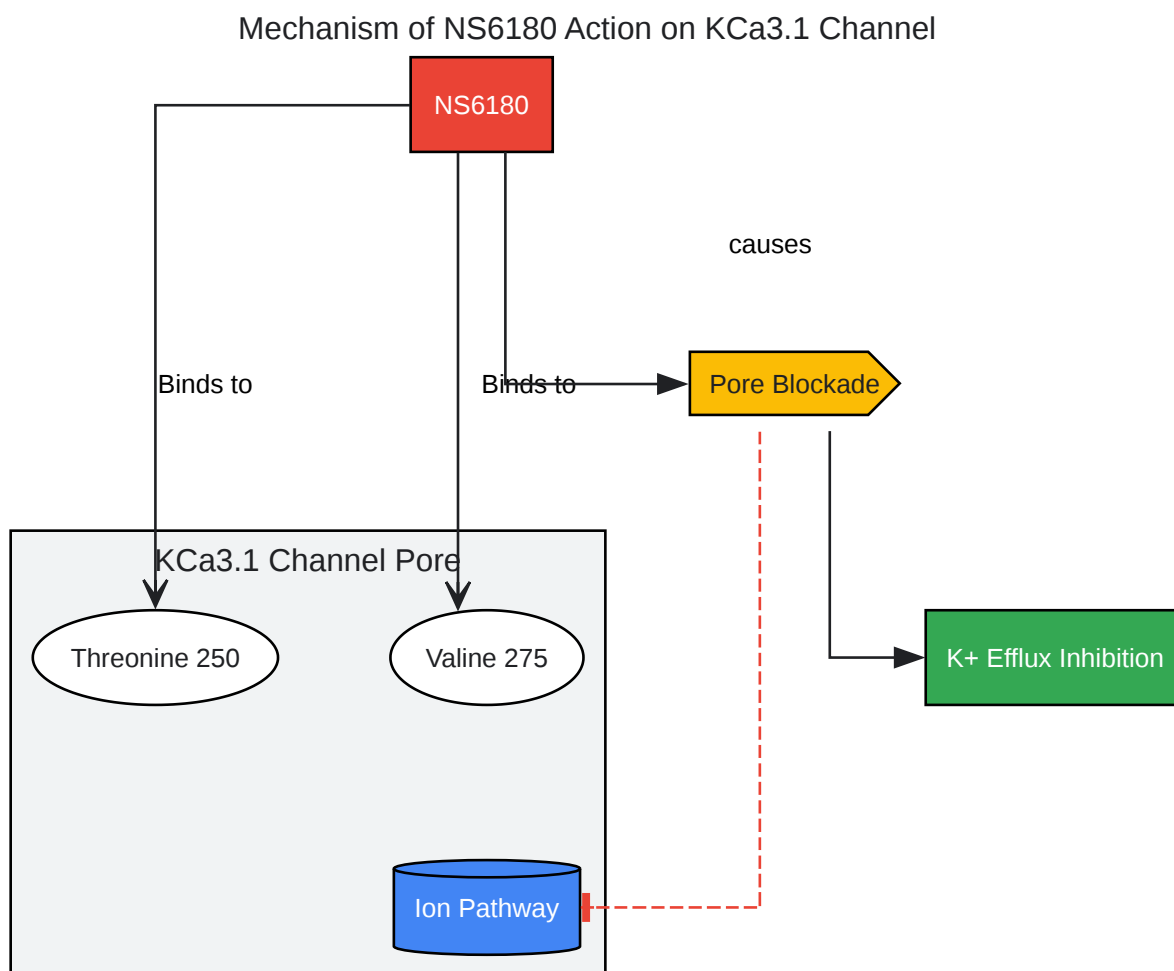 Mechanism of NS6180 Action on KCa3.1 Channel
NS6180
causes
Binds to
Binds to
Pore Blockade
KCa3.1 Channel Pore
Threonine 250
Valine 275
K+ Efflux Inhibition
Ion Pathway